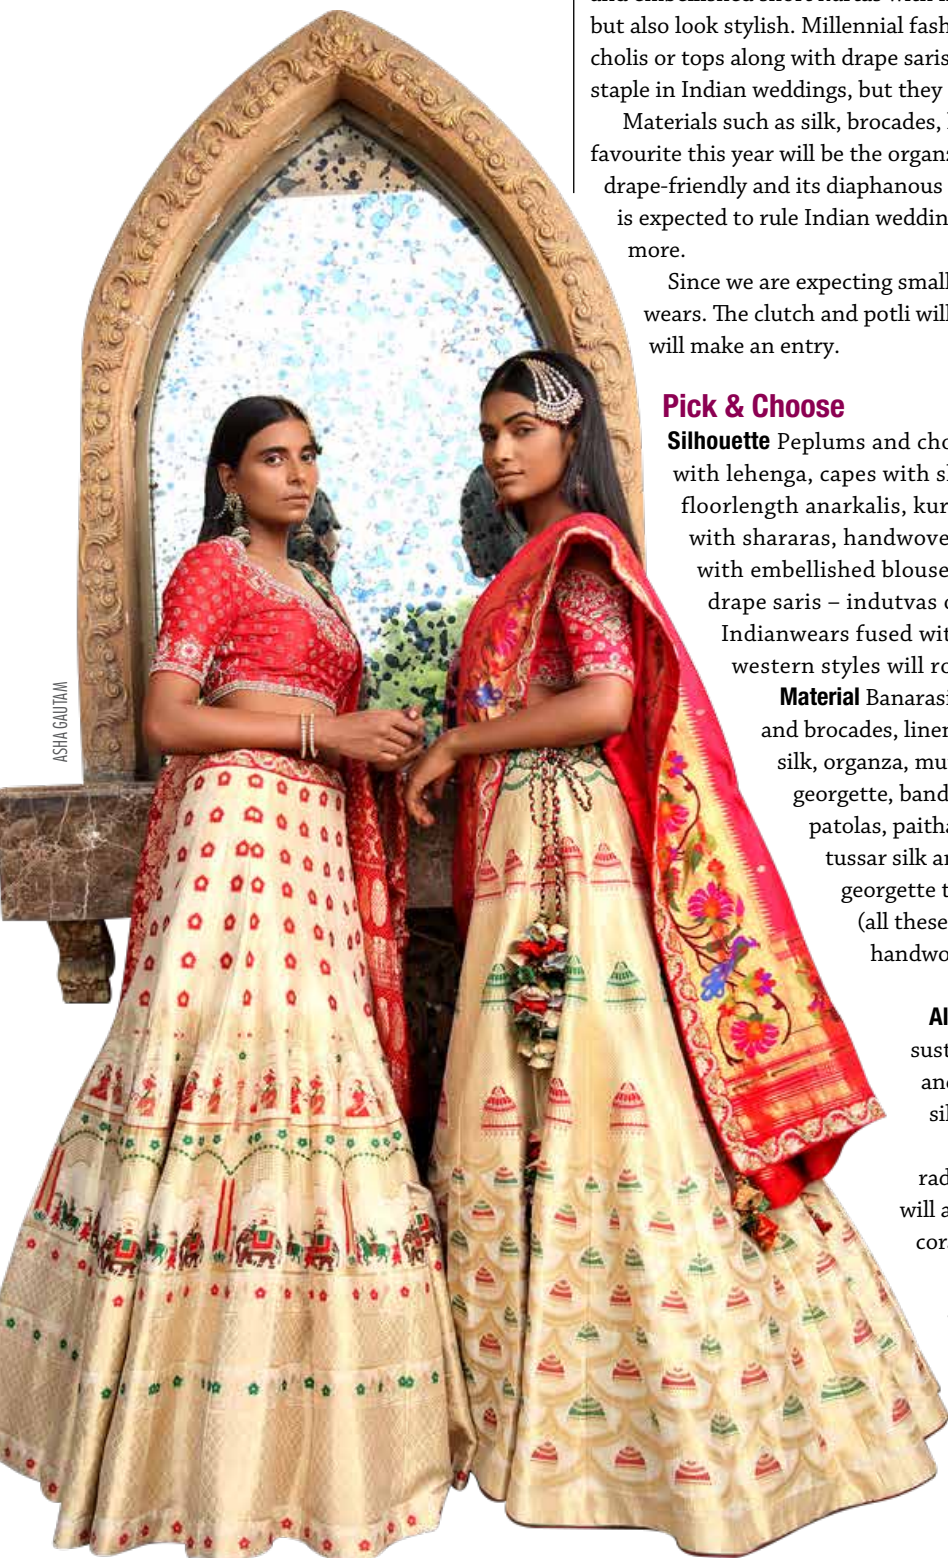 but also look stylish. Millennial fash
cholis or tops along with drape saris
staple in Indian weddings, but they
Materials such as silk, brocades,
favourite this year will be the organz
drape-friendly and its diaphanous
is expected to rule Indian weddin
more.
Since we are expecting small
wears. The clutch and potli will
will make an entry.
Pick & Choose
Silhouette Peplums and cho
with lehenga, capes with s
floorlength anarkalis, kur
with shararas, handwove
with embellished blouse
drape saris – indutvas
Indianwears fused wit
western styles will ro
Material Banarasi
and brocades, linen
silk, organza, mu
georgette, band
patolas, paitha
tussar silk a
georgette t
(all these
handwo
Al
sust
an
sil
rad
will a
cor
ASHA GAUTAM